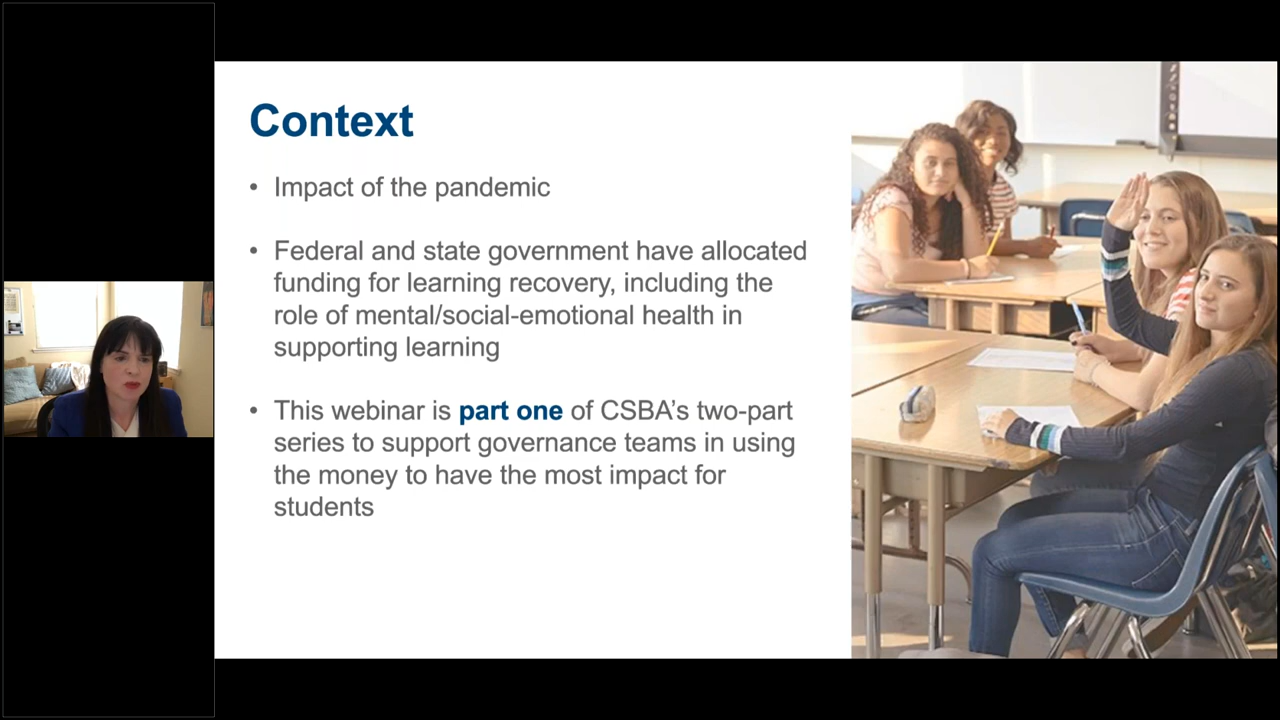 Context
• Impact of the pandemic
• Federal and state government have allocated
funding for learning recovery, including the
role of mental/social-emotional health in
supporting learning
• This webinar is part one of CSBA’s two-part
series to support governance teams in using
the money to have the most impact for
students